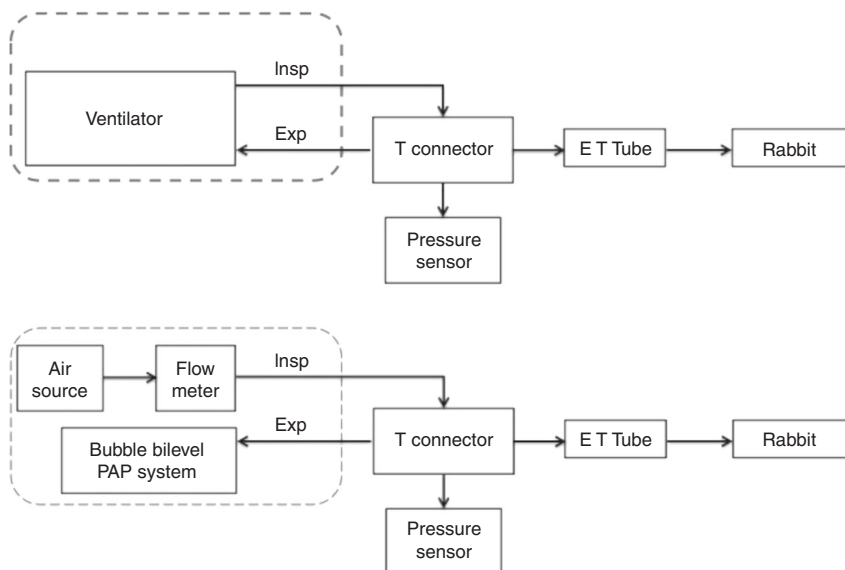 Insp
Ventilator
Exp
T connector
E T Tube
Rabbit
Pressure
sensor
Air
source
Flow
meter
Insp
Exp
Bubble bilevel
PAP system
T connector
E T Tube
Rabbit
Pressure
sensor